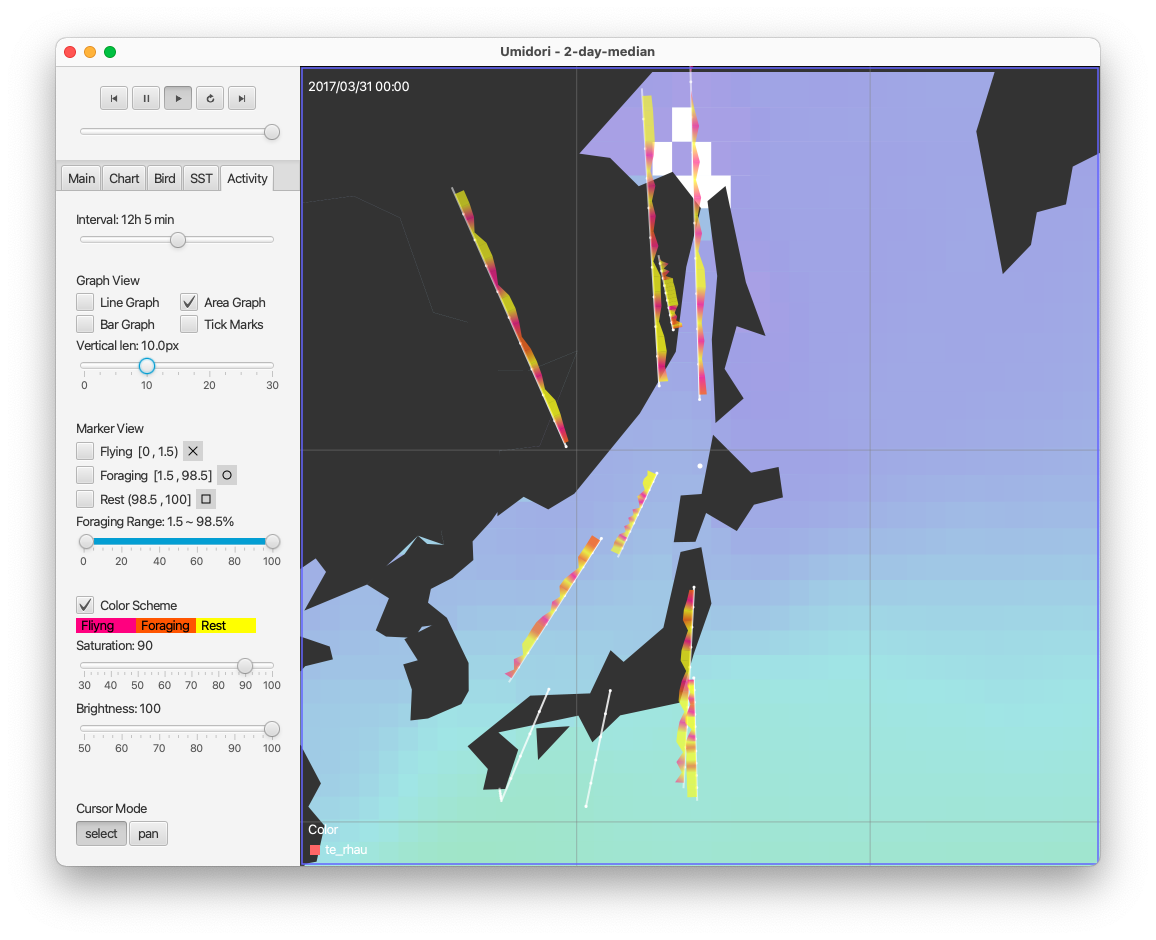 Umidori - 2-day-median
2017/03/31 00:00
Main Chart Bird SST Activity
Interval: 12h 5 min
Graph View
Line Graph Area Graph
Bar Graph Tick Marks
Vertical len: 10.0px
0 10 20 30
Marker View
Flying [0 , 1.5)
Foraging [1.5 , 98.5]
Rest (98.5 , 100]
Foraging Range: 1.5 ~ 98.5%
0 20 40 60 80 100
Color Scheme
Fliyng Foraging Rest
Saturation: 90
30 40 50 60 70 80 90 100
Brightness: 100
50 60 70 80 90 100
Cursor Mode
select pan
Color
te_rhau